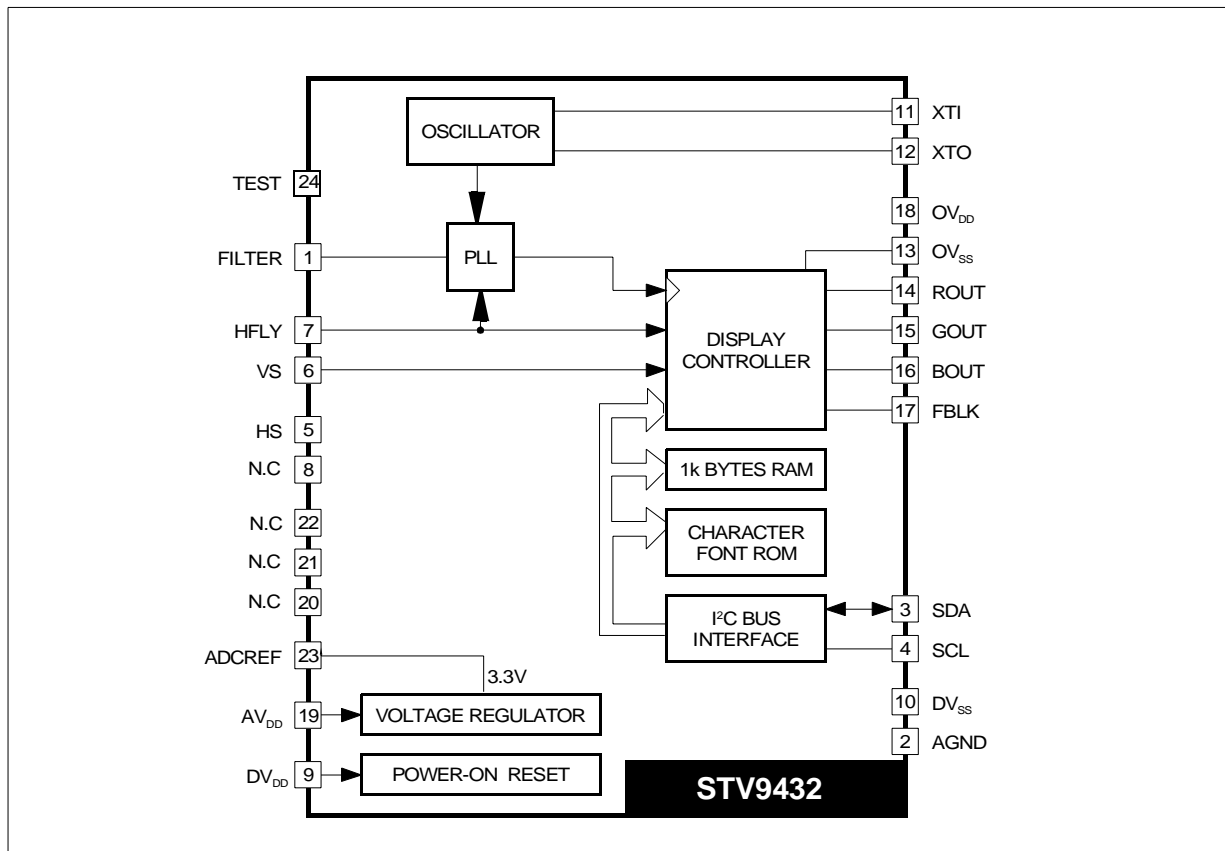 OSCILLATOR
11 XTI
12 XTO
TEST 24
18 OVDD
FILTER 1
PLL
13 OVSS
14 ROUT
HFLY 7
DISPLAY
CONTROLLER
15 GOUT
VS 6
16 BOUT
17 FBLK
HS 5
N.C 8
1k BYTES RAM
N.C 22
CHARACTER
FONT ROM
N.C 21
N.C 20
I²C BUS
INTERFACE
3 SDA
4 SCL
ADCREF 23
3.3V
AVDD 19
VOLTAGE REGULATOR
10 DVSS
2 AGND
DVDD 9
POWER-ON RESET
STV9432